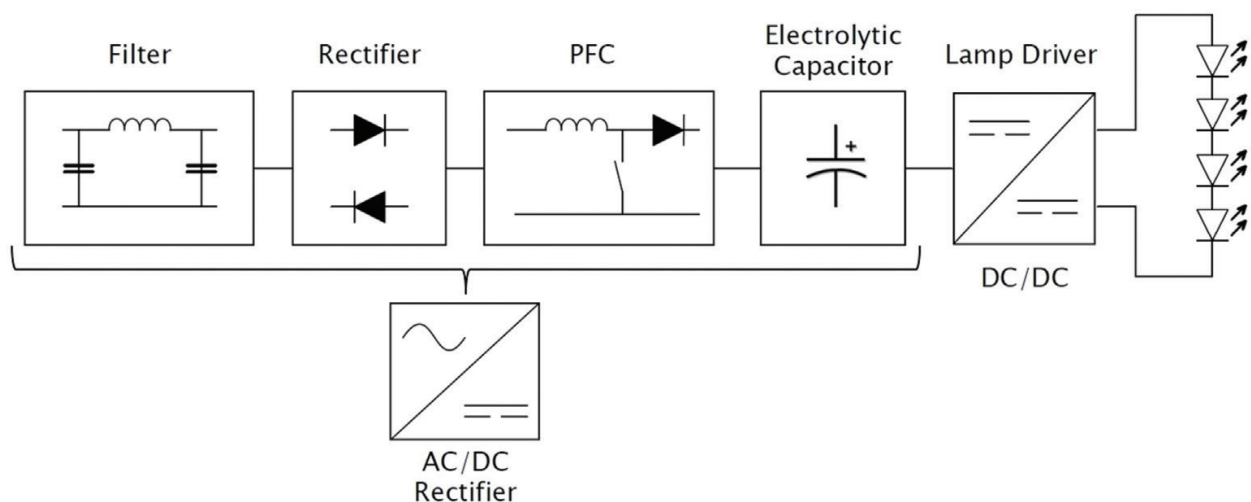 Filter
Rectifier
PFC
Electrolytic
Capacitor
Lamp Driver
+
DC/DC
AC/DC
Rectifier